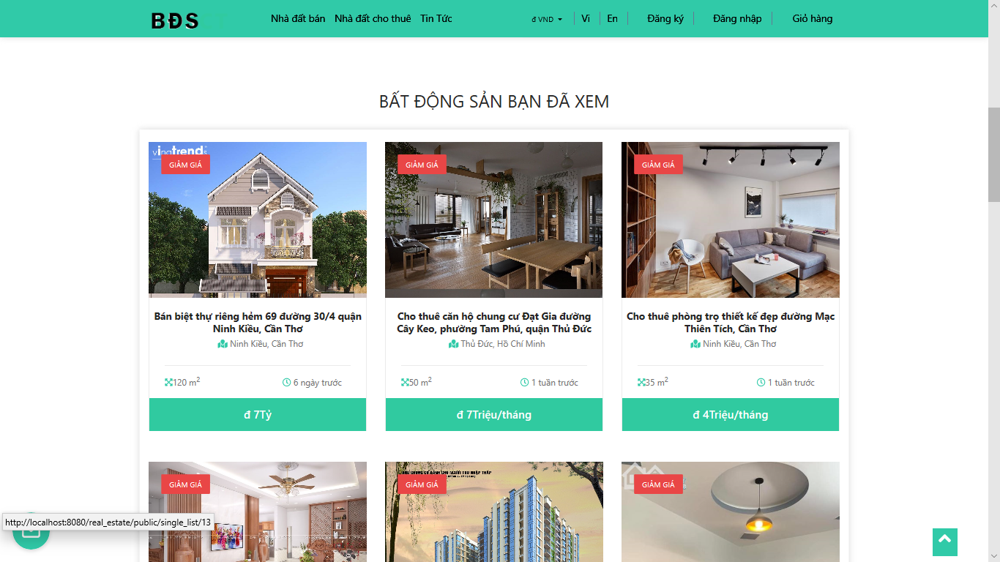 BĐS
Nhà đất bán Nhà đất cho thuê Tin Tức
đ VND Vi En Đăng ký Đăng nhập Giỏ hàng
BẤT ĐỘNG SẢN BẠN ĐÃ XEM
vinatrends
GIẢM GIÁ
GIẢM GIÁ
GIẢM GIÁ
Bán biệt thự riêng hẻm 69 đường 30/4 quận
Ninh Kiều, Cần Thơ
Ninh Kiều, Cần Thơ
120 m2
6 ngày trước
đ 7Tỷ
Cho thuê căn hộ chung cư Đạt Gia đường
Cây Keo, phường Tam Phú, quận Thủ Đức
Thủ Đức, Hồ Chí Minh
50 m2
1 tuần trước
đ 7Triệu/tháng
Cho thuê phòng trọ thiết kế đẹp đường Mạc
Thiên Tích, Cần Thơ
Ninh Kiều, Cần Thơ
35 m2
1 tuần trước
đ 4Triệu/tháng
GIẢM GIÁ
GIẢM GIÁ
GIẢM GIÁ
http://localhost:8080/real_estate/public/single_list/13